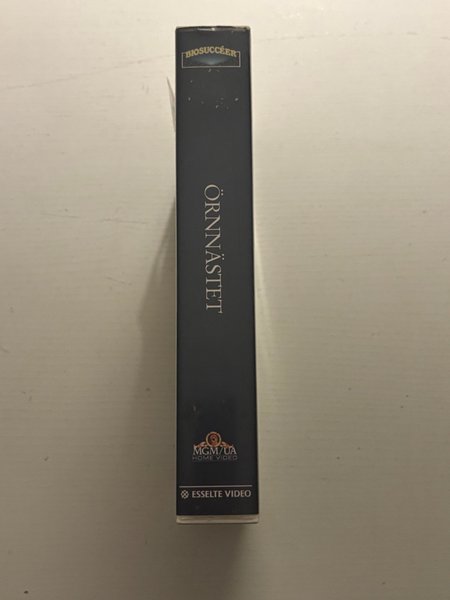 BIOSUCCÉER
ÖRNNÄSTET
MGM/UA
HOME VIDEO
ESSELTE VIDEO